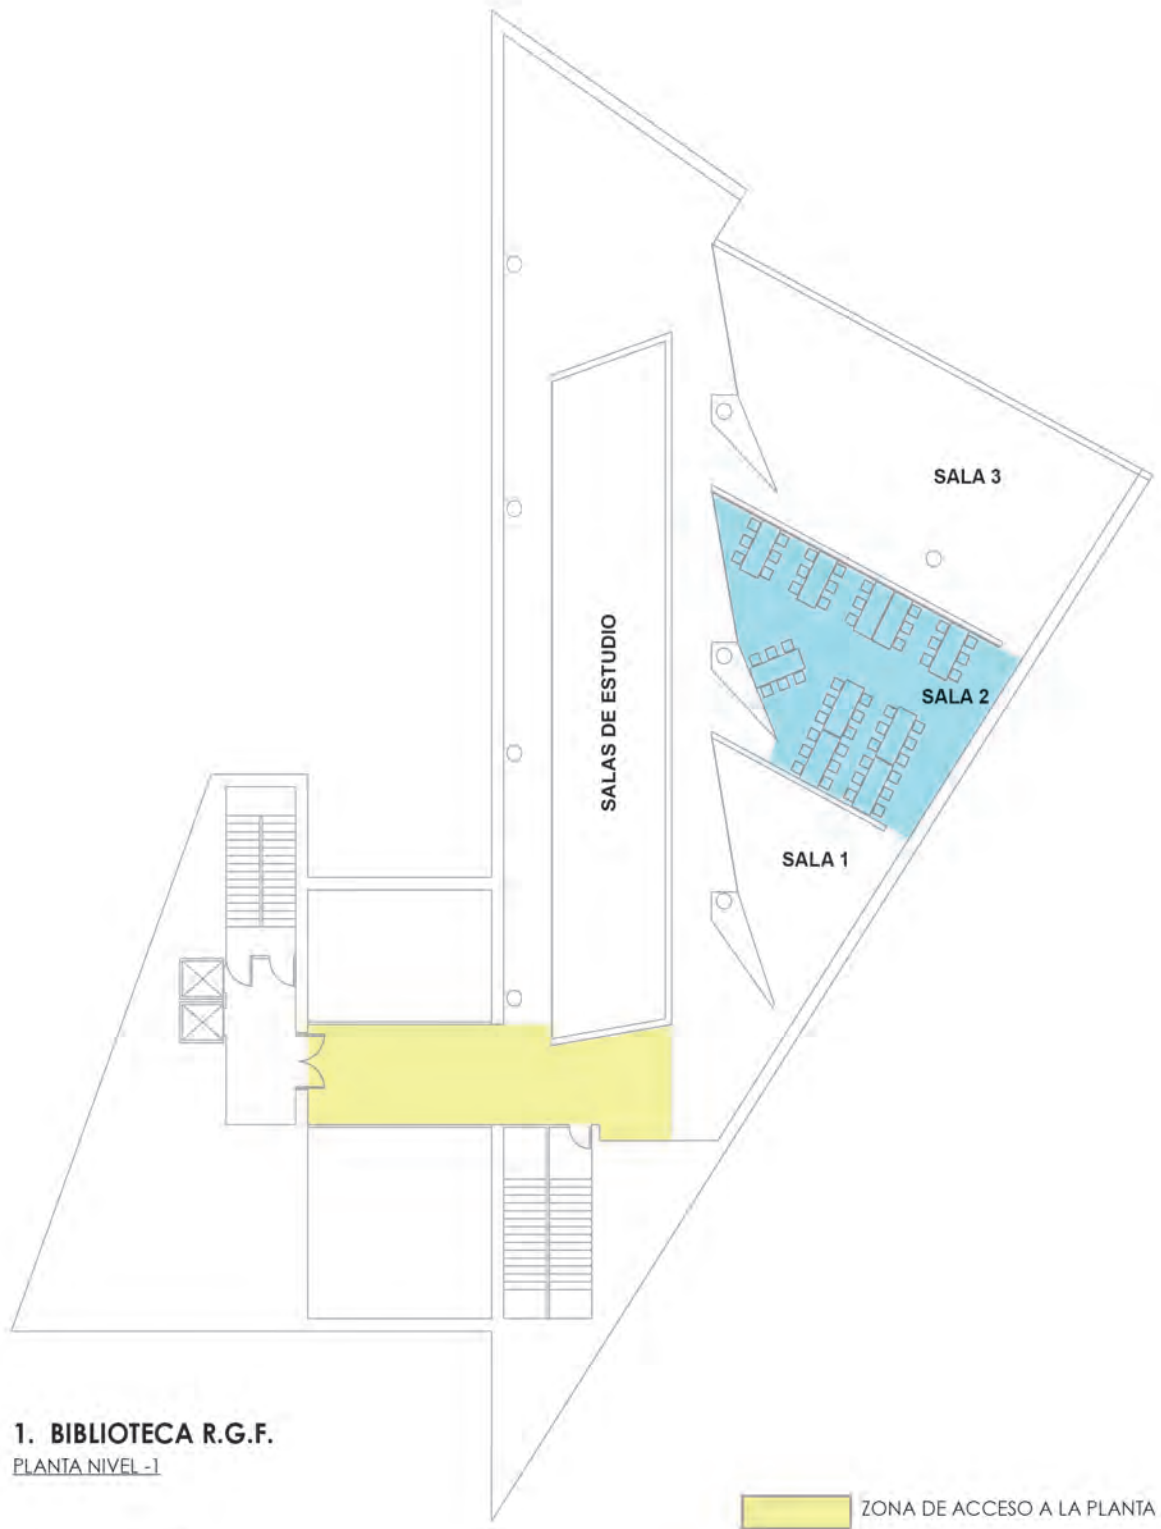 SALA 3
SALAS DE ESTUDIO
SALA 2
SALA 1
1. BIBLIOTECA R.G.F.
PLANTA NIVEL -1
ZONA DE ACCESO A LA PLANTA